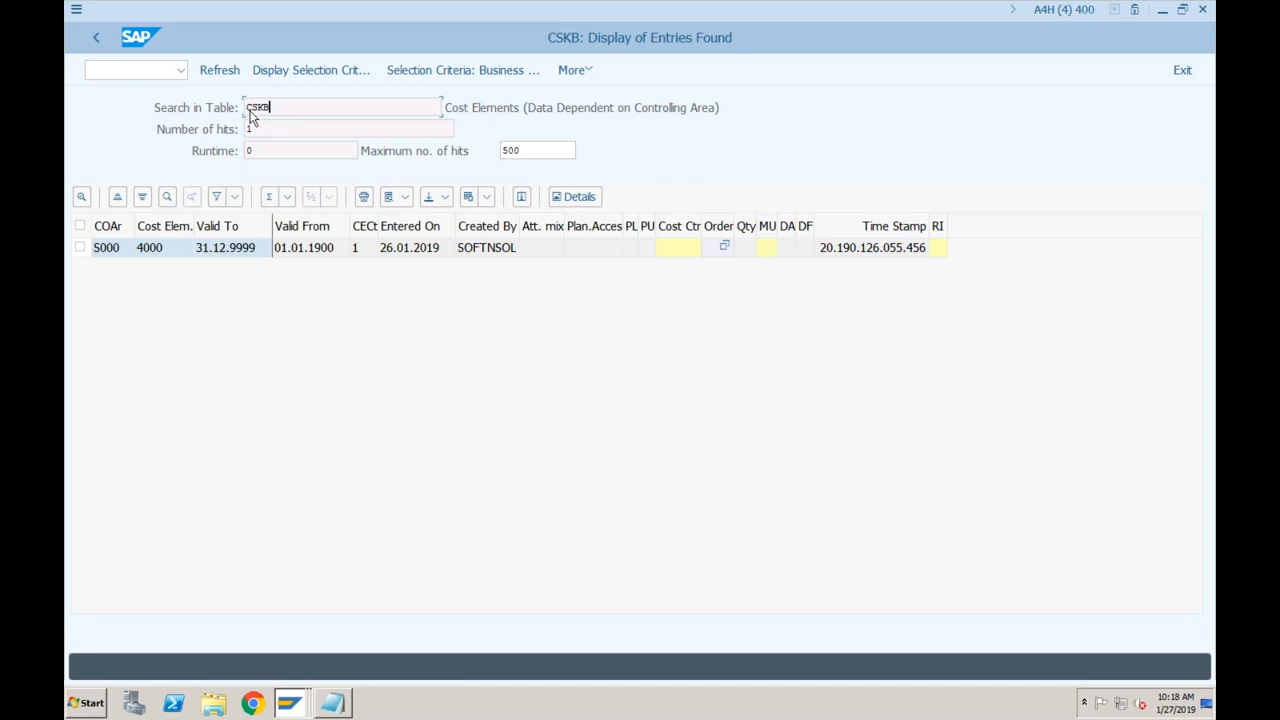 A4H (4) 400
SAP
CSKB: Display of Entries Found
Refresh Display Selection Crit... Selection Criteria: Business ... More Exit
Search in Table: CSKB Cost Elements (Data Dependent on Controlling Area)
Number of hits: 1
Runtime: 0 Maximum no. of hits 500
Details
COAr Cost Elem. Valid To Valid From CECt Entered On Created By Att. mix Plan.Acces PL PU Cost Ctr Order Qty MU DA DF Time Stamp RI
S000 4000 31.12.9999 01.01.1900 1 26.01.2019 SOFTNSOL 20.190.126.055.456
Start 10:18 AM
1/27/2019